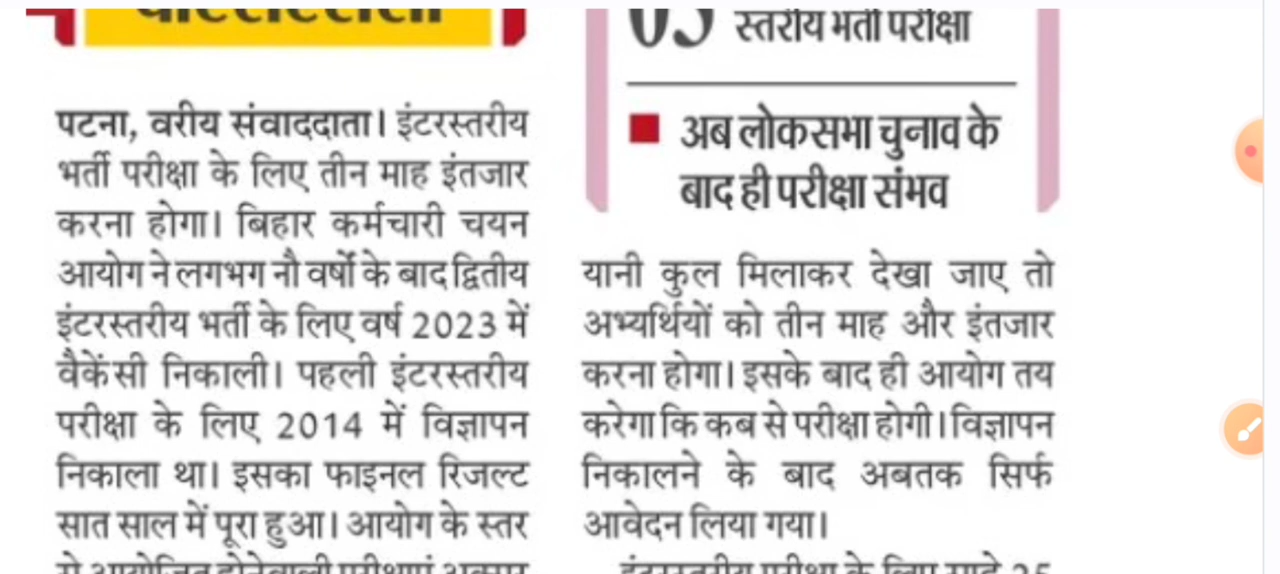 पटना, वरीय संवाददाता। इंटरस्तरीय
भर्ती परीक्षा के लिए तीन माह इंतजार
करना होगा। बिहार कर्मचारी चयन
आयोग ने लगभग नौ वर्षों के बाद द्वितीय
इंटरस्तरीय भर्ती के लिए वर्ष 2023 में
वैकेंसी निकाली। पहली इंटरस्तरीय
परीक्षा के लिए 2014 में विज्ञापन
निकाला था। इसका फाइनल रिजल्ट
सात साल में पूरा हुआ। आयोग के स्तर
स्तरीय भर्ती परीक्षा
■ अब लोकसभा चुनाव के
बाद ही परीक्षा संभव
यानी कुल मिलाकर देखा जाए तो
अभ्यर्थियों को तीन माह और इंतजार
करना होगा। इसके बाद ही आयोग तय
करेगा कि कब से परीक्षा होगी। विज्ञापन
निकालने के बाद अबतक सिर्फ
आवेदन लिया गया।